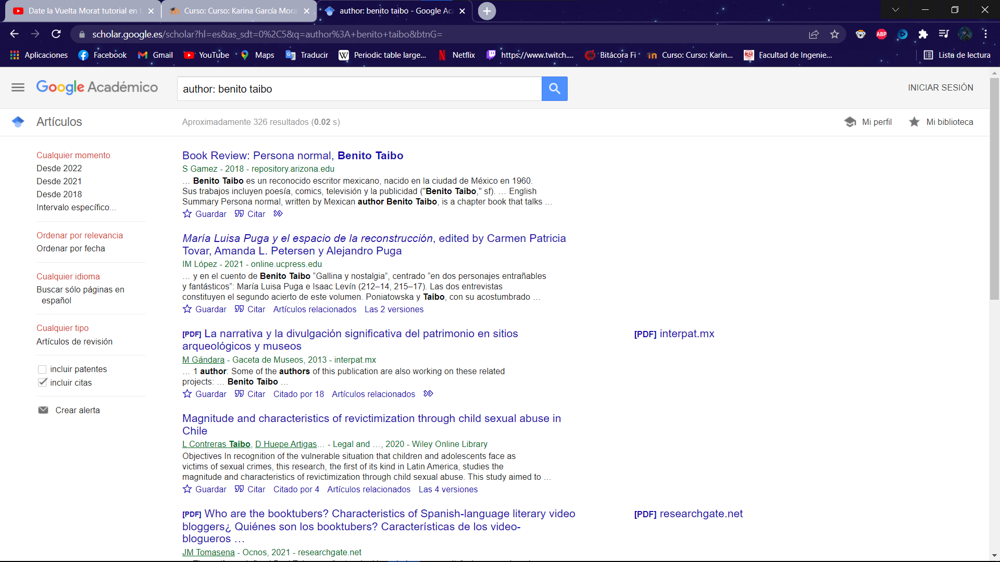 Date la Vuelta Morat tutorial en
Curso: Curso: Karina García Mora
author: benito taibo - Google Ac
scholar.google.es/scholar?hl=es&as_sdt=0%2C5&q=author%3A+benito+taibo&btnG=
ABP
Aplicaciones
Facebook
Gmail
YouTube
Maps
Traducir
Periodic table large...
Netflix
https://www.twitch....
Bitácora Fi
Curso: Curso: Karin...
Facultad de Ingenie...
Lista de lectura
Google Académico
author: benito taibo
INICIAR SESIÓN
Artículos
Aproximadamente 326 resultados (0.02 s)
Mi perfil
Mi biblioteca
Cualquier momento
Desde 2022
Desde 2021
Desde 2018
Intervalo específico...
Ordenar por relevancia
Ordenar por fecha
Cualquier idioma
Buscar sólo páginas en
español
Cualquier tipo
Artículos de revisión
incluir patentes
incluir citas
Crear alerta
Book Review: Persona normal, Benito Taibo
S Gamez - 2018 - repository.arizona.edu
… Benito Taibo es un reconocido escritor mexicano, nacido en la ciudad de México en 1960.
Sus trabajos incluyen poesía, comics, televisión y la publicidad ("Benito Taibo," sf). … English
Summary Persona normal, written by Mexican author Benito Taibo, is a chapter book that talks …
Guardar Citar
María Luisa Puga y el espacio de la reconstrucción, edited by Carmen Patricia
Tovar, Amanda L. Petersen y Alejandro Puga
IM López - 2021 - online.ucpress.edu
… y en el cuento de Benito Taibo “Gallina y nostalgia”, centrado “en dos personajes entrañables
y fantásticos”: María Luisa Puga e Isaac Levín (212–14, 215–17). Las dos entrevistas
constituyen el segundo acierto de este volumen. Poniatowska y Taibo, con su acostumbrado …
Guardar Citar Artículos relacionados Las 2 versiones
[PDF] La narrativa y la divulgación significativa del patrimonio en sitios
arqueológicos y museos
[PDF] interpat.mx
M Gándara - Gaceta de Museos, 2013 - interpat.mx
… 1 author: Some of the authors of this publication are also working on these related
projects: … Benito Taibo …
Guardar Citar Citado por 18 Artículos relacionados
Magnitude and characteristics of revictimization through child sexual abuse in
Chile
L Contreras Taibo, D Huepe Artigas… - Legal and …, 2020 - Wiley Online Library
Objectives In recognition of the vulnerable situation that children and adolescents face as
victims of sexual crimes, this research, the first of its kind in Latin America, studies the
magnitude and characteristics of revictimization through child sexual abuse. This study aimed to …
Guardar Citar Citado por 4 Artículos relacionados Las 4 versiones
[PDF] Who are the booktubers? Characteristics of Spanish-language literary video
bloggers¿ Quiénes son los booktubers? Características de los video-
blogueros …
[PDF] researchgate.net
JM Tomasena - Ocnos, 2021 - researchgate.net